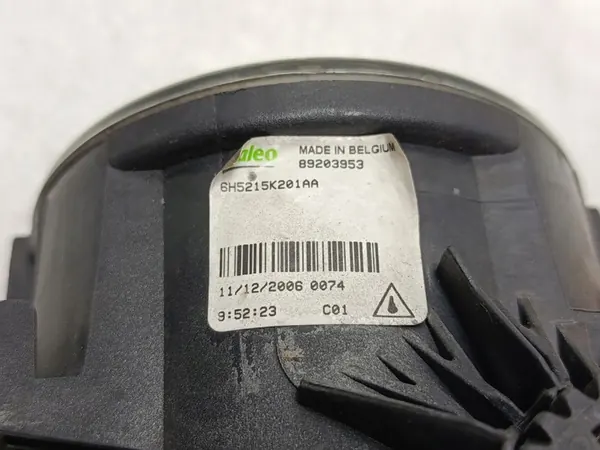 Valeo MADE IN BELGIUM
89203953
6H5215K201AA
11/12/2006 0074
9:52:23 C01